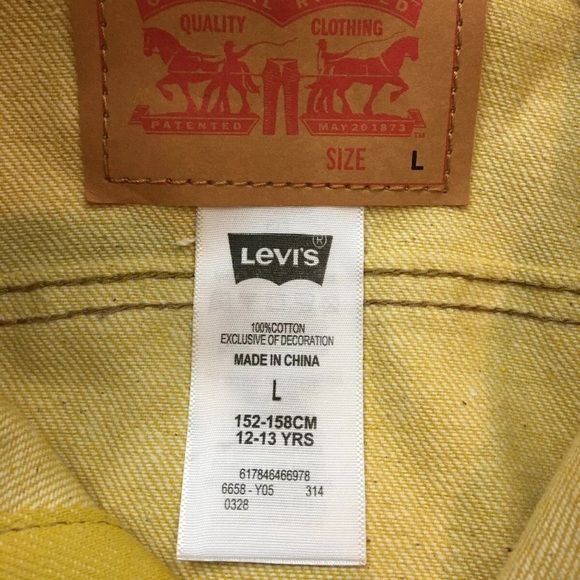 QUALITY CLOTHING
PATENTED MAY 20 1873 ™
SIZE L
LEVI'S ®
100%COTTON
EXCLUSIVE OF DECORATION
MADE IN CHINA
L
152-158CM
12-13 YRS
617846466978
6658 - Y05 314
0328